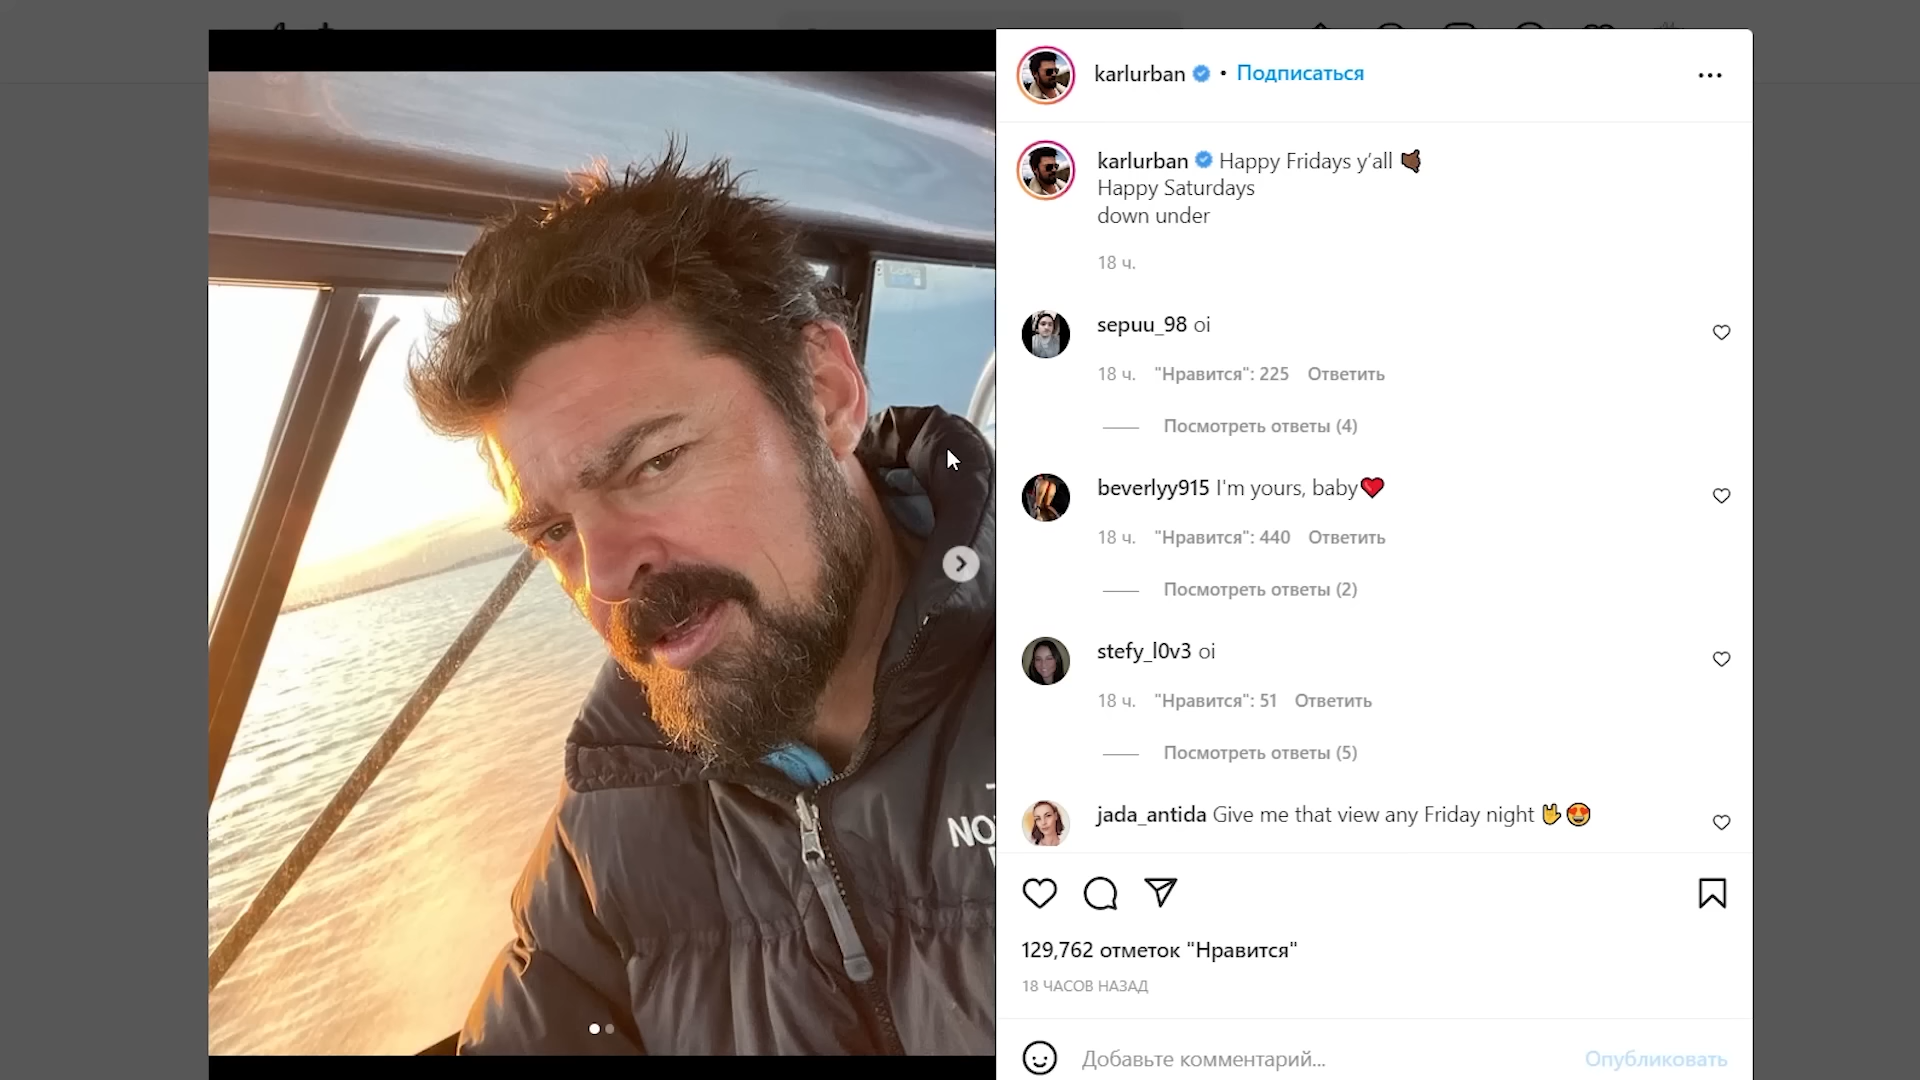 karlurban • Подписаться
karlurban Happy Fridays y'all
Happy Saturdays
down under
18 ч.
sepuu_98 oi
18 ч. "Нравится": 225 Ответить
Посмотреть ответы (4)
beverlyy915 I'm yours, baby
18 ч. "Нравится": 440 Ответить
Посмотреть ответы (2)
stefy_l0v3 oi
18 ч. "Нравится": 51 Ответить
Посмотреть ответы (5)
jada_antida Give me that view any Friday night
129,762 отметок "Нравится"
18 ЧАСОВ НАЗАД
Добавьте комментарий...
Опубликовать